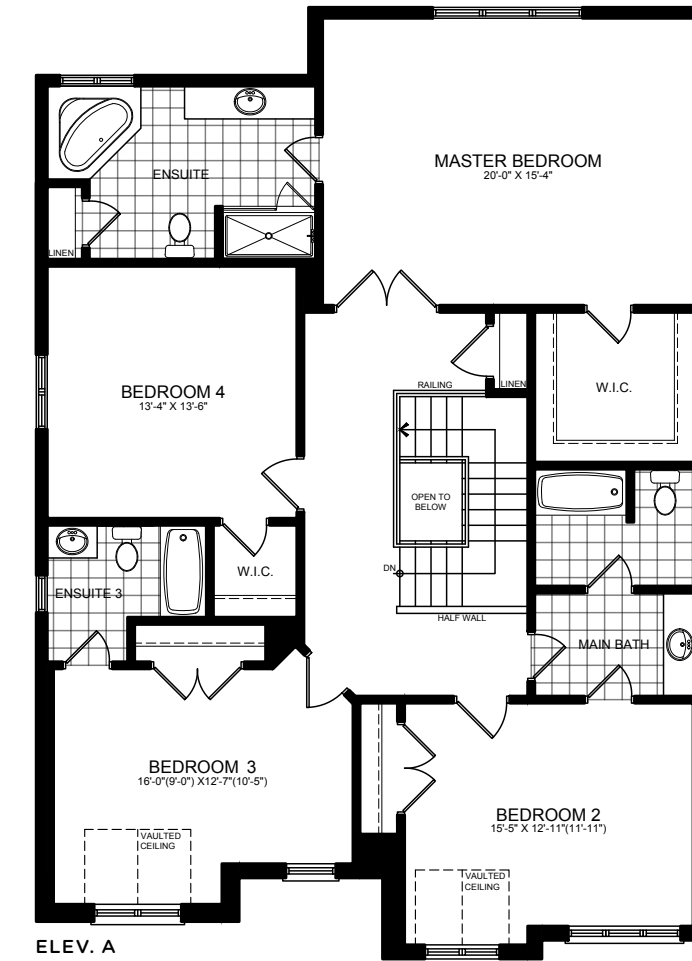 MASTER BEDROOM
20'-0" X 15'-4"
ENSUITE
LINEN
BEDROOM 4
13'-4" X 13'-6"
RAILING
LINEN
W.I.C.
OPEN TO
BELOW
DN
HALF WALL
W.I.C.
ENSUITE 3
MAIN BATH
BEDROOM 3
16'-0"(9'-0") X12'-7"(10'-5")
VAULTED
CEILING
BEDROOM 2
15'-5" X 12'-11"(11'-11")
VAULTED
CEILING
ELEV. A